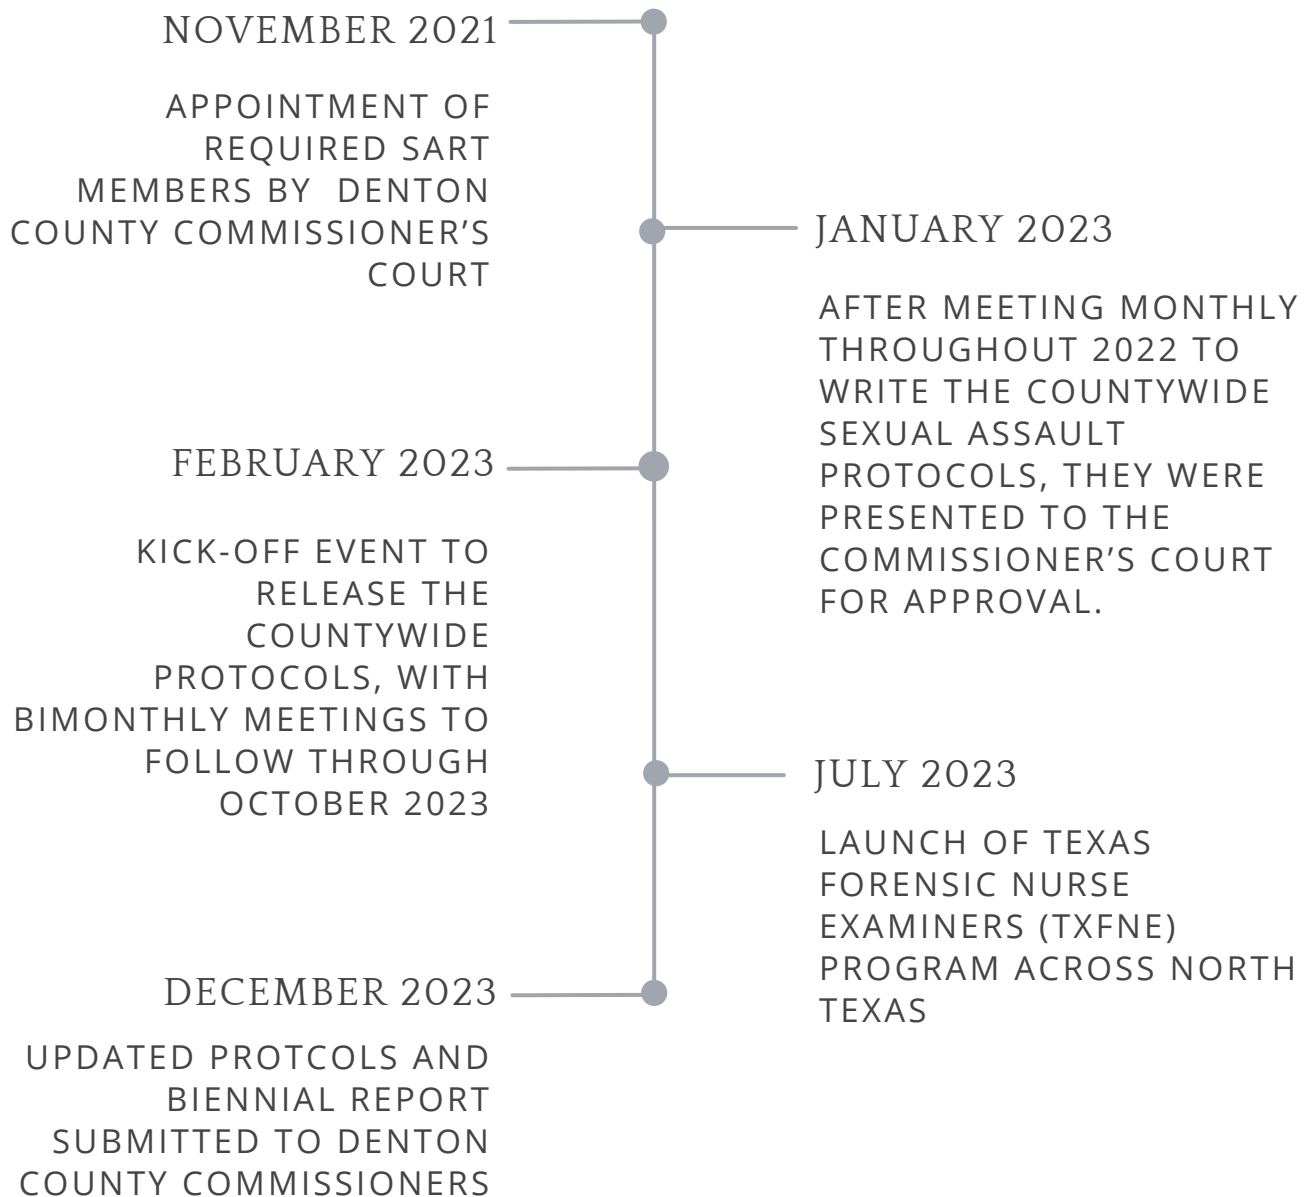 NOVEMBER 2021
APPOINTMENT OF
REQUIRED SART
MEMBERS BY  DENTON
COUNTY COMMISSIONER’S
COURT
JANUARY 2023
AFTER MEETING MONTHLY
THROUGHOUT 2022 TO
WRITE THE COUNTYWIDE
SEXUAL ASSAULT
PROTOCOLS, THEY WERE
PRESENTED TO THE
COMMISSIONER’S COURT
FOR APPROVAL.
FEBRUARY 2023
KICK-OFF EVENT TO
RELEASE THE
COUNTYWIDE
PROTOCOLS, WITH
BIMONTHLY MEETINGS TO
FOLLOW THROUGH
OCTOBER 2023
JULY 2023
LAUNCH OF TEXAS
FORENSIC NURSE
EXAMINERS (TXFNE)
PROGRAM ACROSS NORTH
TEXAS
DECEMBER 2023
UPDATED PROTCOLS AND
BIENNIAL REPORT
SUBMITTED TO DENTON
COUNTY COMMISSIONERS